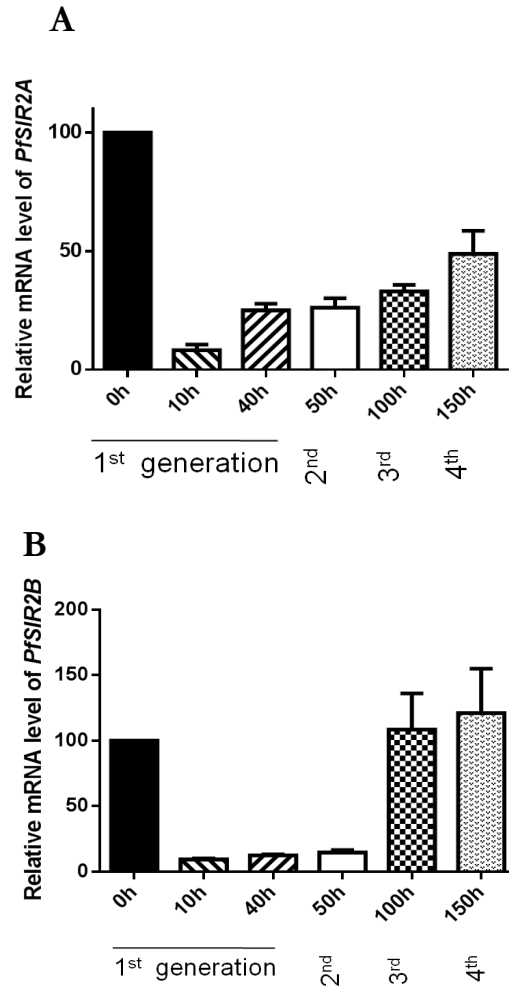 A
Relative mRNA level of PfSIR2A
100
50
0
0h
10h
40h
50h
100h
150h
1st generation
2nd
3rd
4th
B
Relative mRNA level of PfSIR2B
200
150
100
50
0
0h
10h
40h
50h
100h
150h
1st generation
2nd
3rd
4th